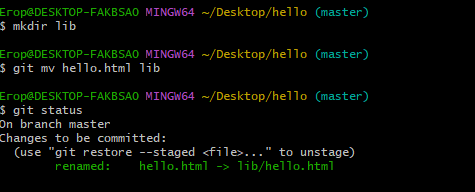 Erop@DESKTOP-FAKBSAO MINGW64 ~/Desktop/hello (master)
$ mkdir lib
Erop@DESKTOP-FAKBSAO MINGW64 ~/Desktop/hello (master)
$ git mv hello.html lib
Erop@DESKTOP-FAKBSAO MINGW64 ~/Desktop/hello (master)
$ git status
On branch master
Changes to be committed:
  (use "git restore --staged <file>..." to unstage)
        renamed:    hello.html -> lib/hello.html